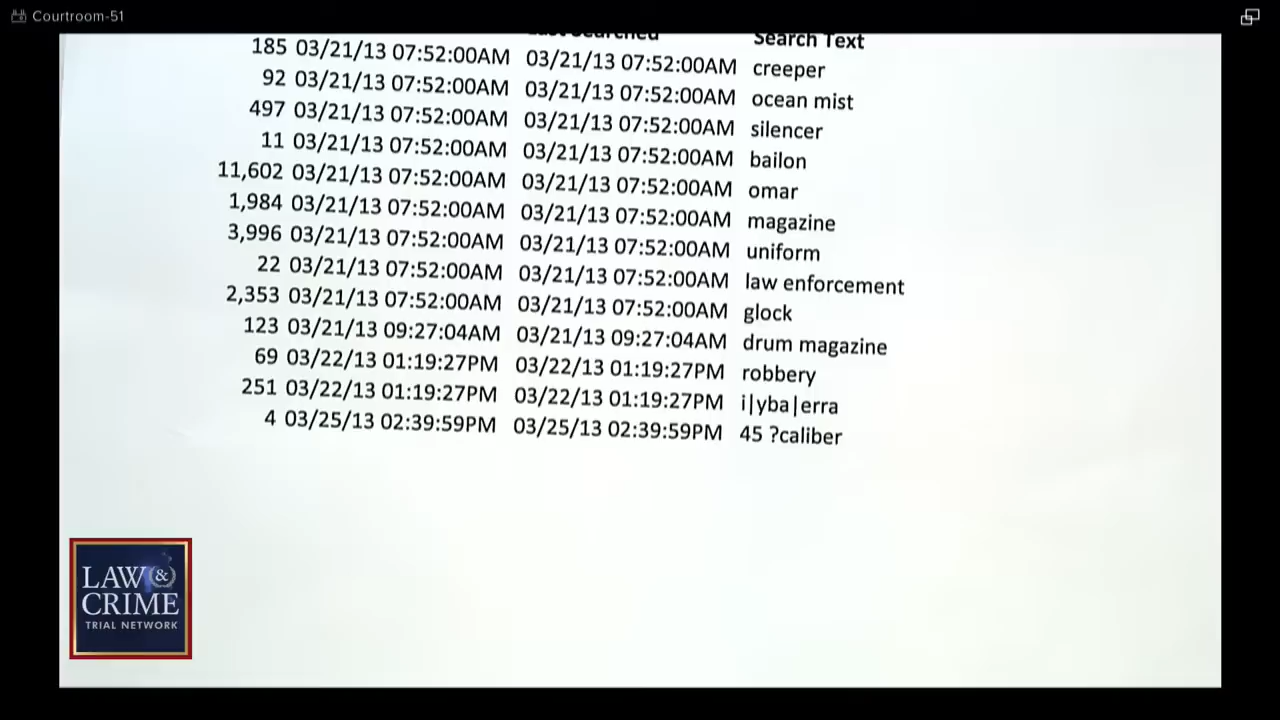 Courtroom-51
Last Searched Search Text
185 03/21/13 07:52:00AM 03/21/13 07:52:00AM creeper
92 03/21/13 07:52:00AM 03/21/13 07:52:00AM ocean mist
497 03/21/13 07:52:00AM 03/21/13 07:52:00AM silencer
11 03/21/13 07:52:00AM 03/21/13 07:52:00AM bailon
11,602 03/21/13 07:52:00AM 03/21/13 07:52:00AM omar
1,984 03/21/13 07:52:00AM 03/21/13 07:52:00AM magazine
3,996 03/21/13 07:52:00AM 03/21/13 07:52:00AM uniform
22 03/21/13 07:52:00AM 03/21/13 07:52:00AM law enforcement
2,353 03/21/13 07:52:00AM 03/21/13 07:52:00AM glock
123 03/21/13 09:27:04AM 03/21/13 09:27:04AM drum magazine
69 03/22/13 01:19:27PM 03/22/13 01:19:27PM robbery
251 03/22/13 01:19:27PM 03/22/13 01:19:27PM i|yba|erra
4 03/25/13 02:39:59PM 03/25/13 02:39:59PM 45 ?caliber
LAW &
CRIME
TRIAL NETWORK